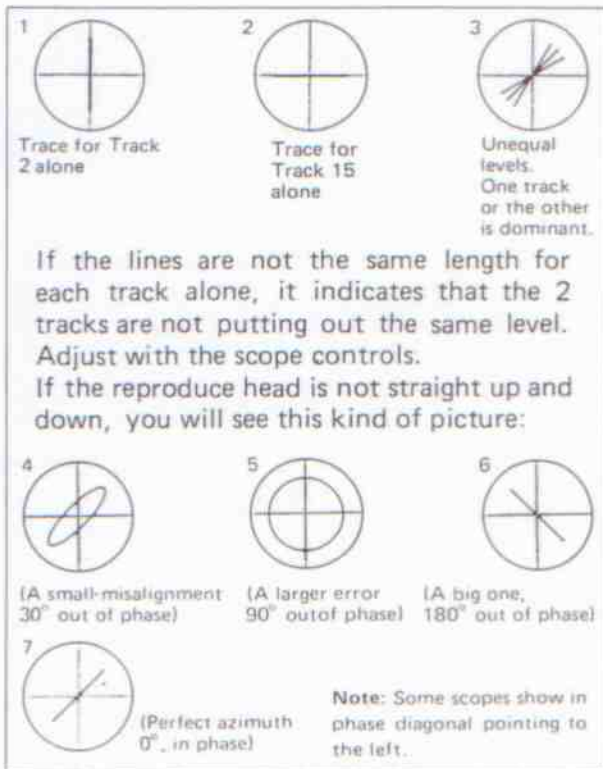 1
2
3
Trace for Track
2 alone
Trace for
Track 15
alone
Unequal
levels.
One track
or the other
is dominant.
If the lines are not the same length for
each track alone, it indicates that the 2
tracks are not putting out the same level.
Adjust with the scope controls.
If the reproduce head is not straight up and
down, you will see this kind of picture:
4
5
6
(A small-misalignment
30° out of phase)
(A larger error
90° outof phase)
(A big one,
180° out of phase)
7
(Perfect azimuth
0°, in phase)
Note: Some scopes show in
phase diagonal pointing to
the left.